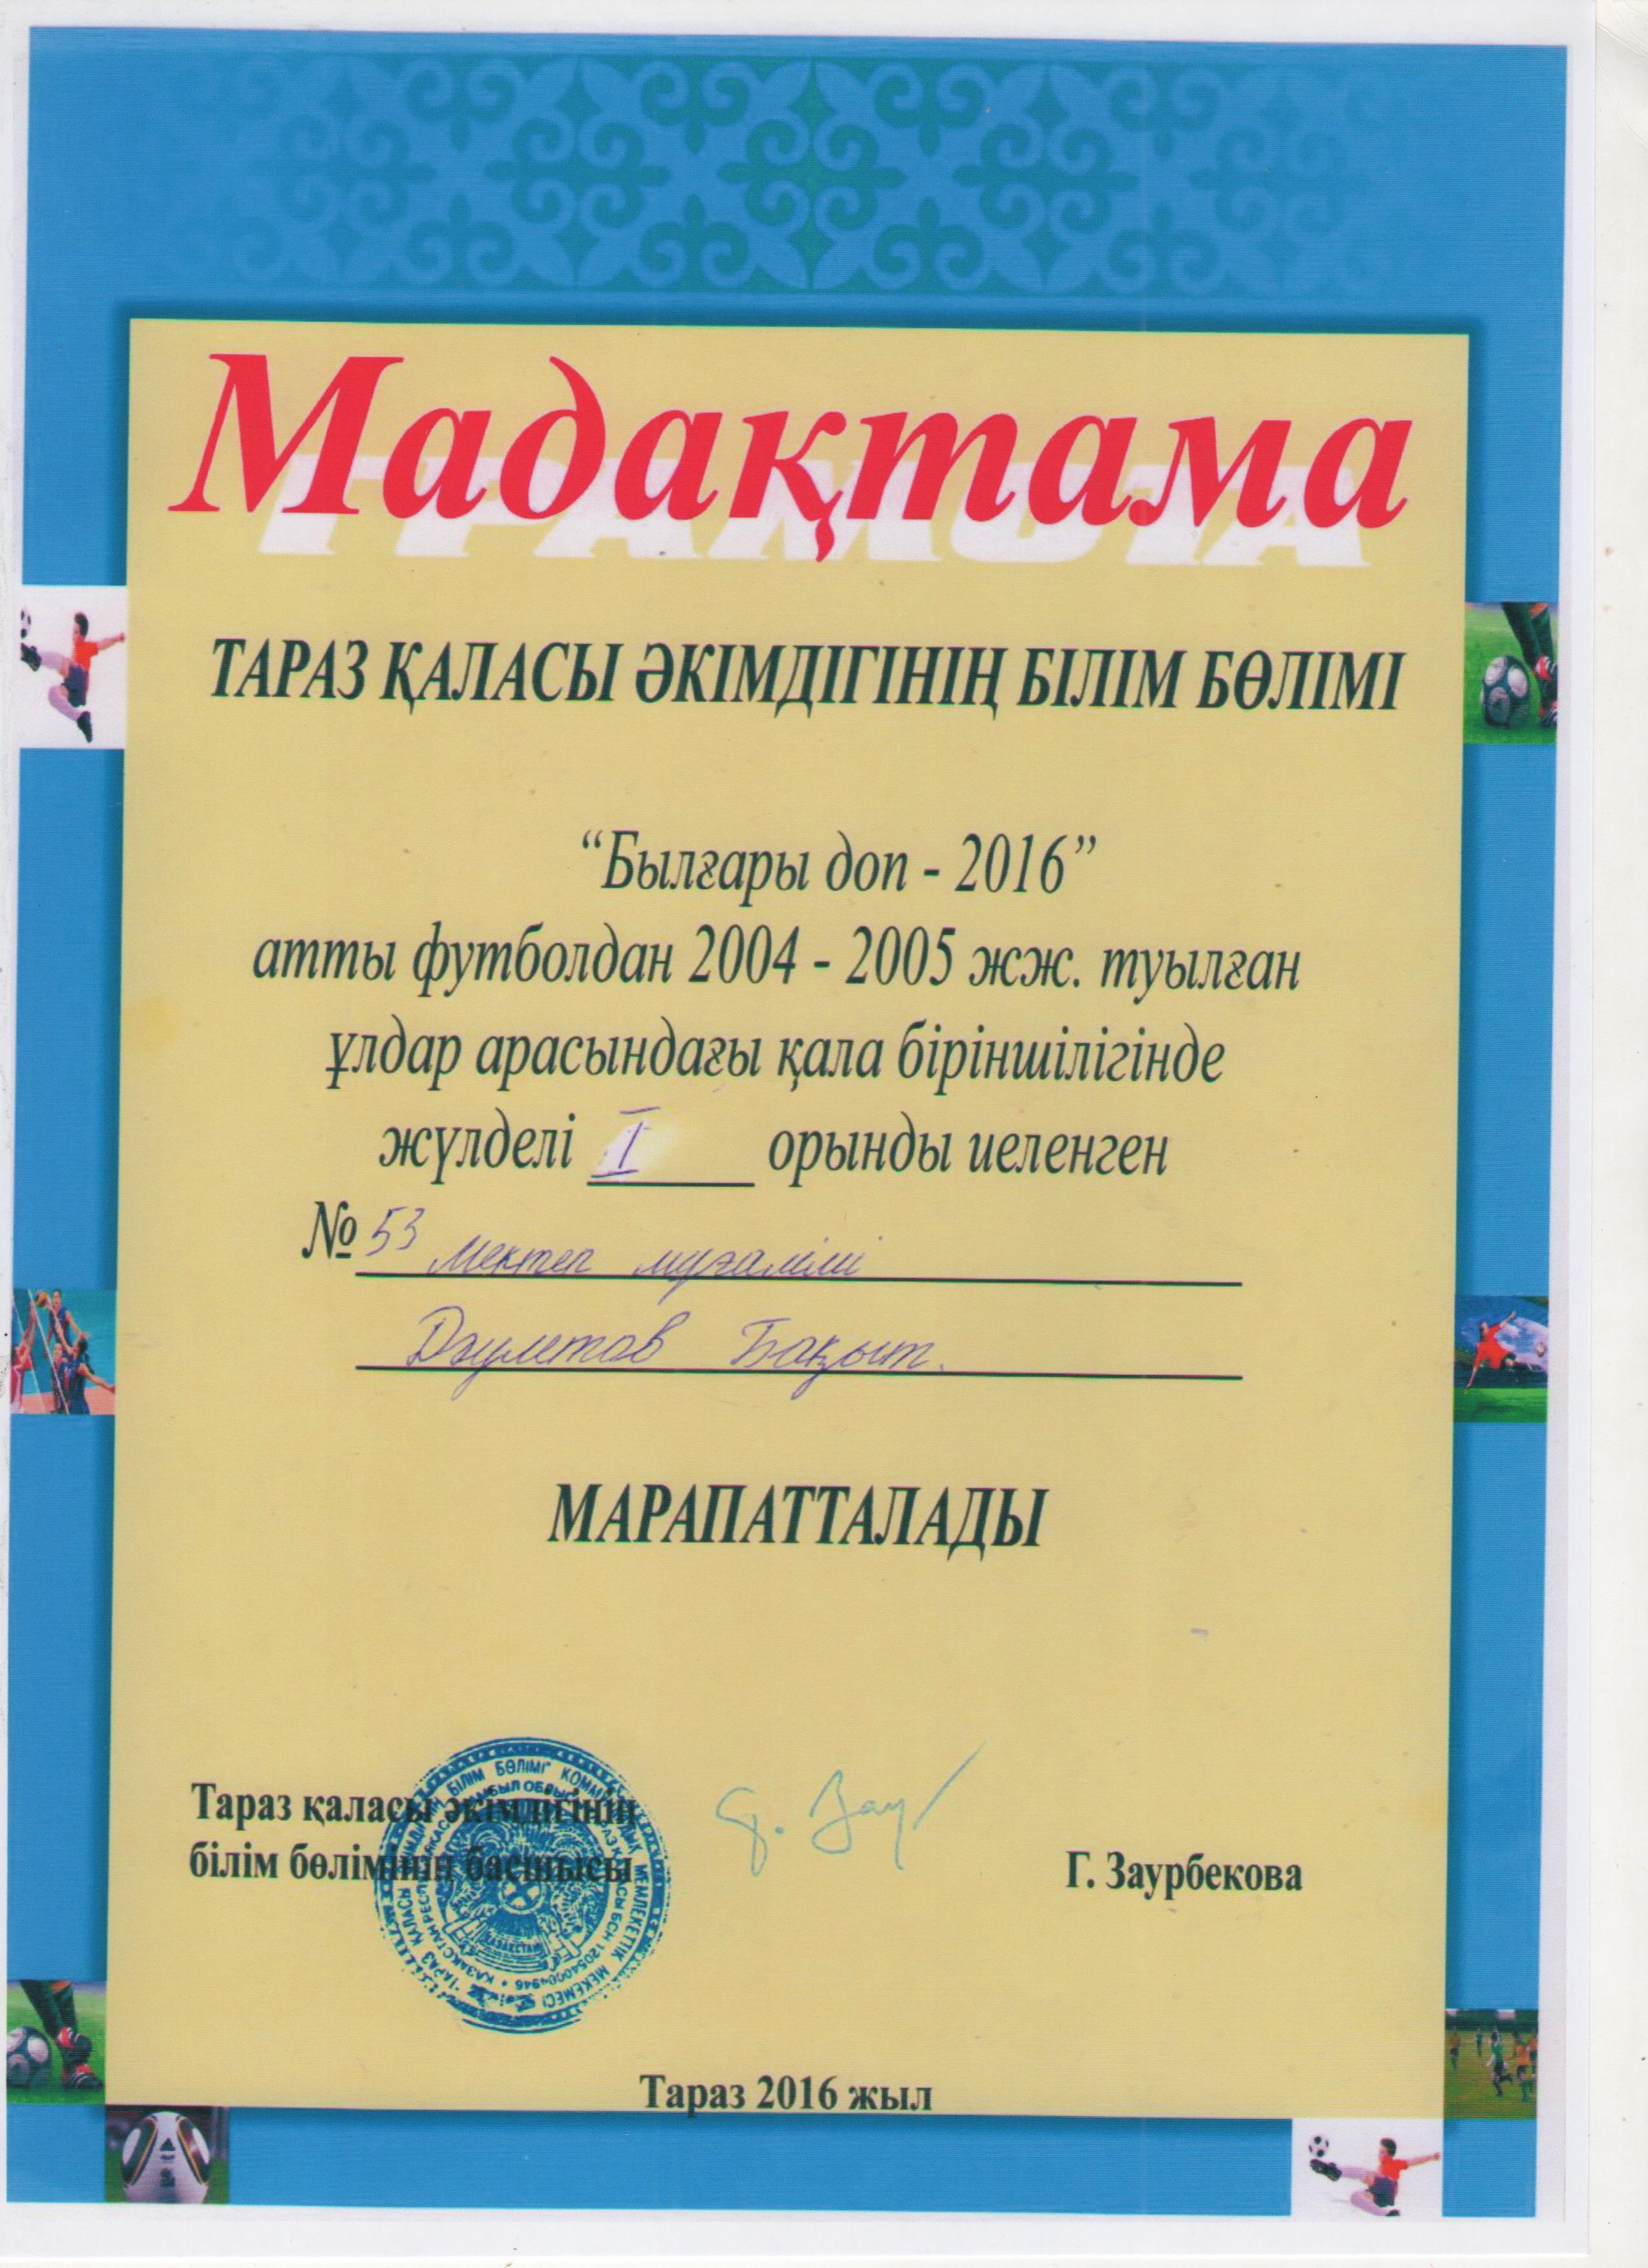 Мадақтама
ГРАМОТА
ТАРАЗ ҚАЛАСЫ ӘКІМДІГІНІҢ БІЛІМ БӨЛІМІ
“Былғары доп - 2016”
атты футболдан 2004 - 2005 жж. туылған
ұлдар арасындағы қала біріншілігінде
жүлделі I орынды иеленген
№ 53 мектеп мұғалімі
Дәулетов Бақыт.
МАРАПАТТАЛАДЫ
Тараз қаласы әкімдігінің
білім бөлімінің басшысы
Г. Заурбекова
Тараз 2016 жыл